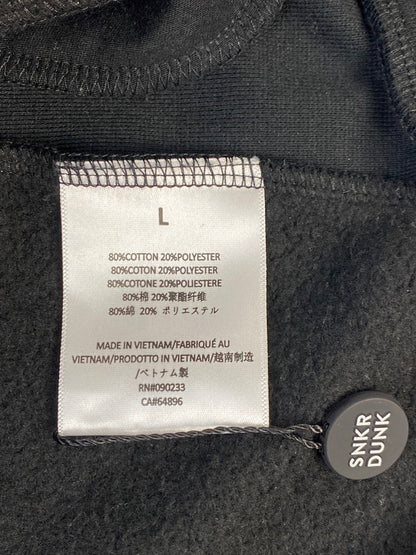 L
80%COTTON 20%POLYESTER
80%COTON 20%POLYESTER
80%COTONE 20%POLIESTERE
80%棉 20%聚酯纤维
80%綿 20% ポリエステル
MADE IN VIETNAM/FABRIQUÉ AU
VIETNAM/PRODOTTO IN VIETNAM/越南制造
/ベトナム製
RN#090233
CA#64896
SNKR
DUNK